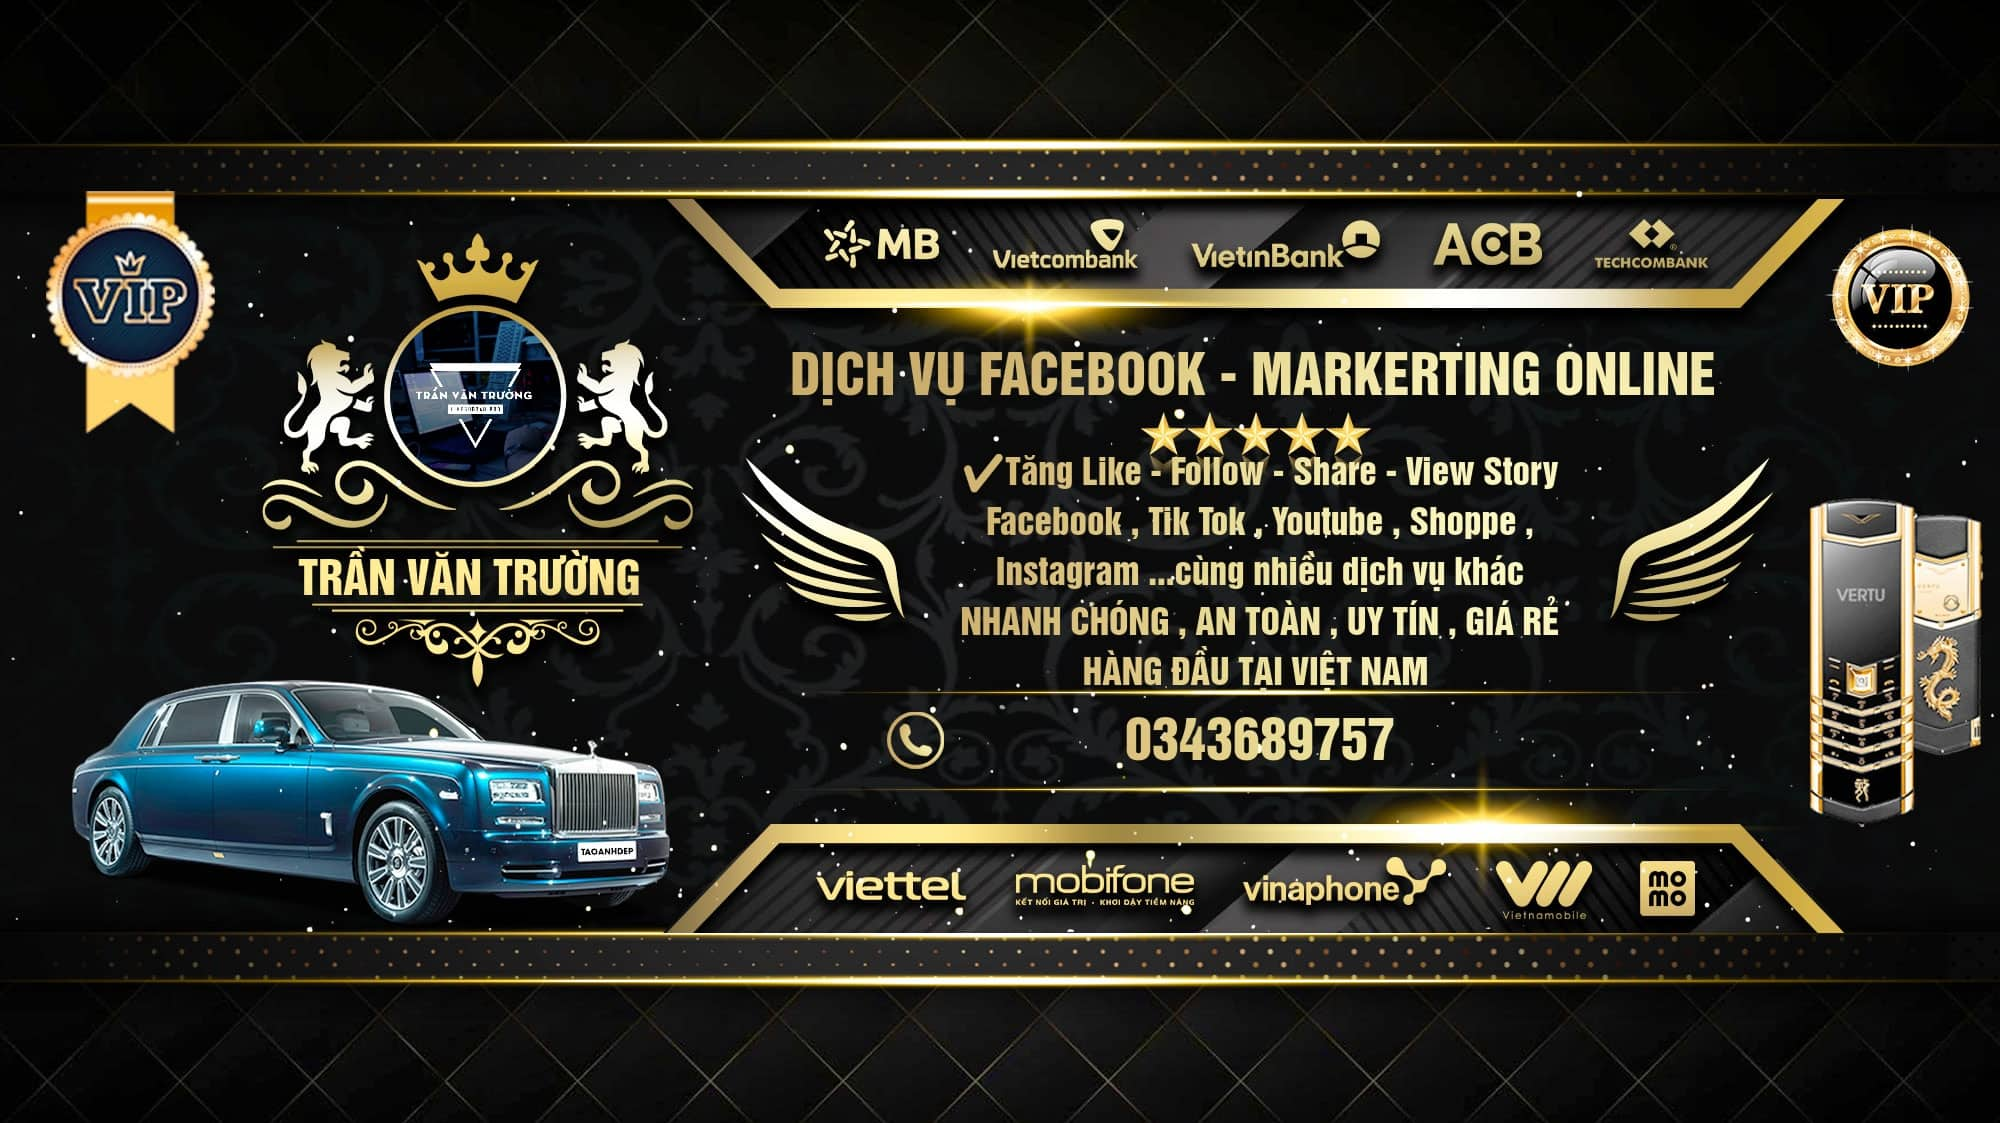 MB
Vietcombank
VietinBank
ACB
TECHCOMBANK
VIP
VIP
TRẦN VĂN TRƯỜNG
DỊCH VỤ FACEBOOK - MARKERTING ONLINE
✔Tăng Like - Follow - Share - View Story
Facebook , Tik Tok , Youtube , Shoppe ,
Instagram ...cùng nhiều dịch vụ khác
NHANH CHÓNG , AN TOÀN , UY TÍN , GIÁ RẺ
HÀNG ĐẦU TẠI VIỆT NAM
TRẦN VĂN TRƯỜNG
VERTU
VERTU
0343689757
TAOANHDEP
viettel
mobifone
KẾT NỐI GIÁ TRỊ - KHƠI DẬY TIỀM NĂNG
vinaphone
Vietnamobile
mo
mo